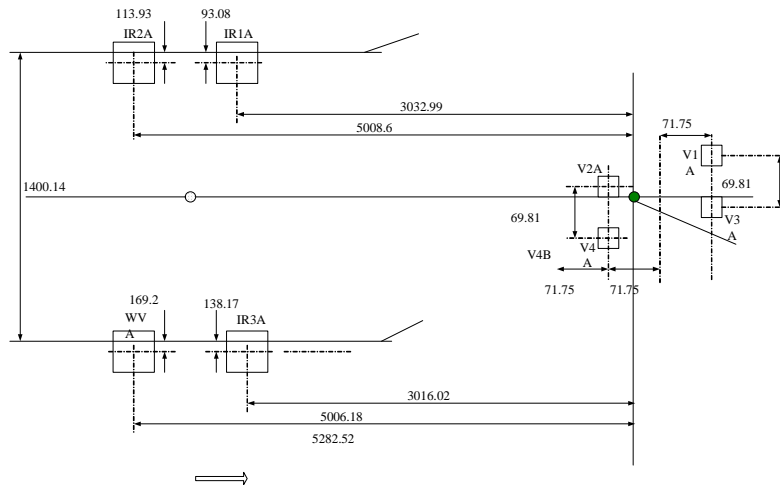 113.93
93.08
IR2A
IR1A
3032.99
5008.6
71.75
V1
A
V2A
1400.14
69.81
69.81
V3
A
V4
A
V4B
71.75
71.75
169.2
138.17
WV
A
IR3A
3016.02
5006.18
5282.52